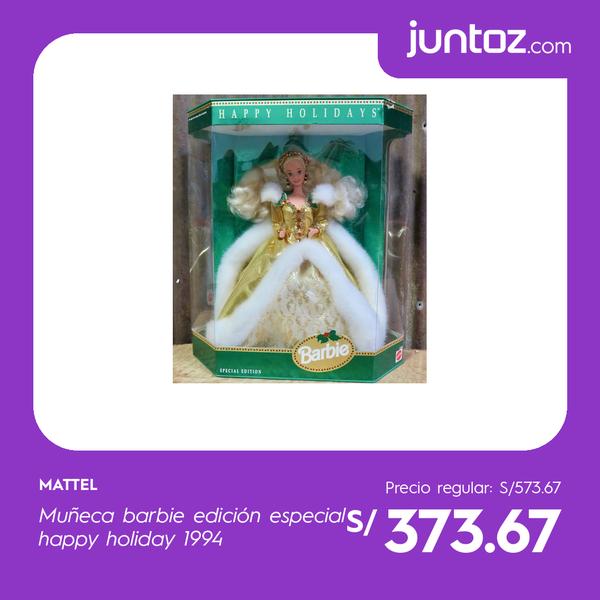 juntoz.com
HAPPY HOLIDAYS
Barbie
SPECIAL EDITION
MATTEL
Muñeca barbie edición especial
happy holiday 1994
Precio regular: S/573.67
S/ 373.67